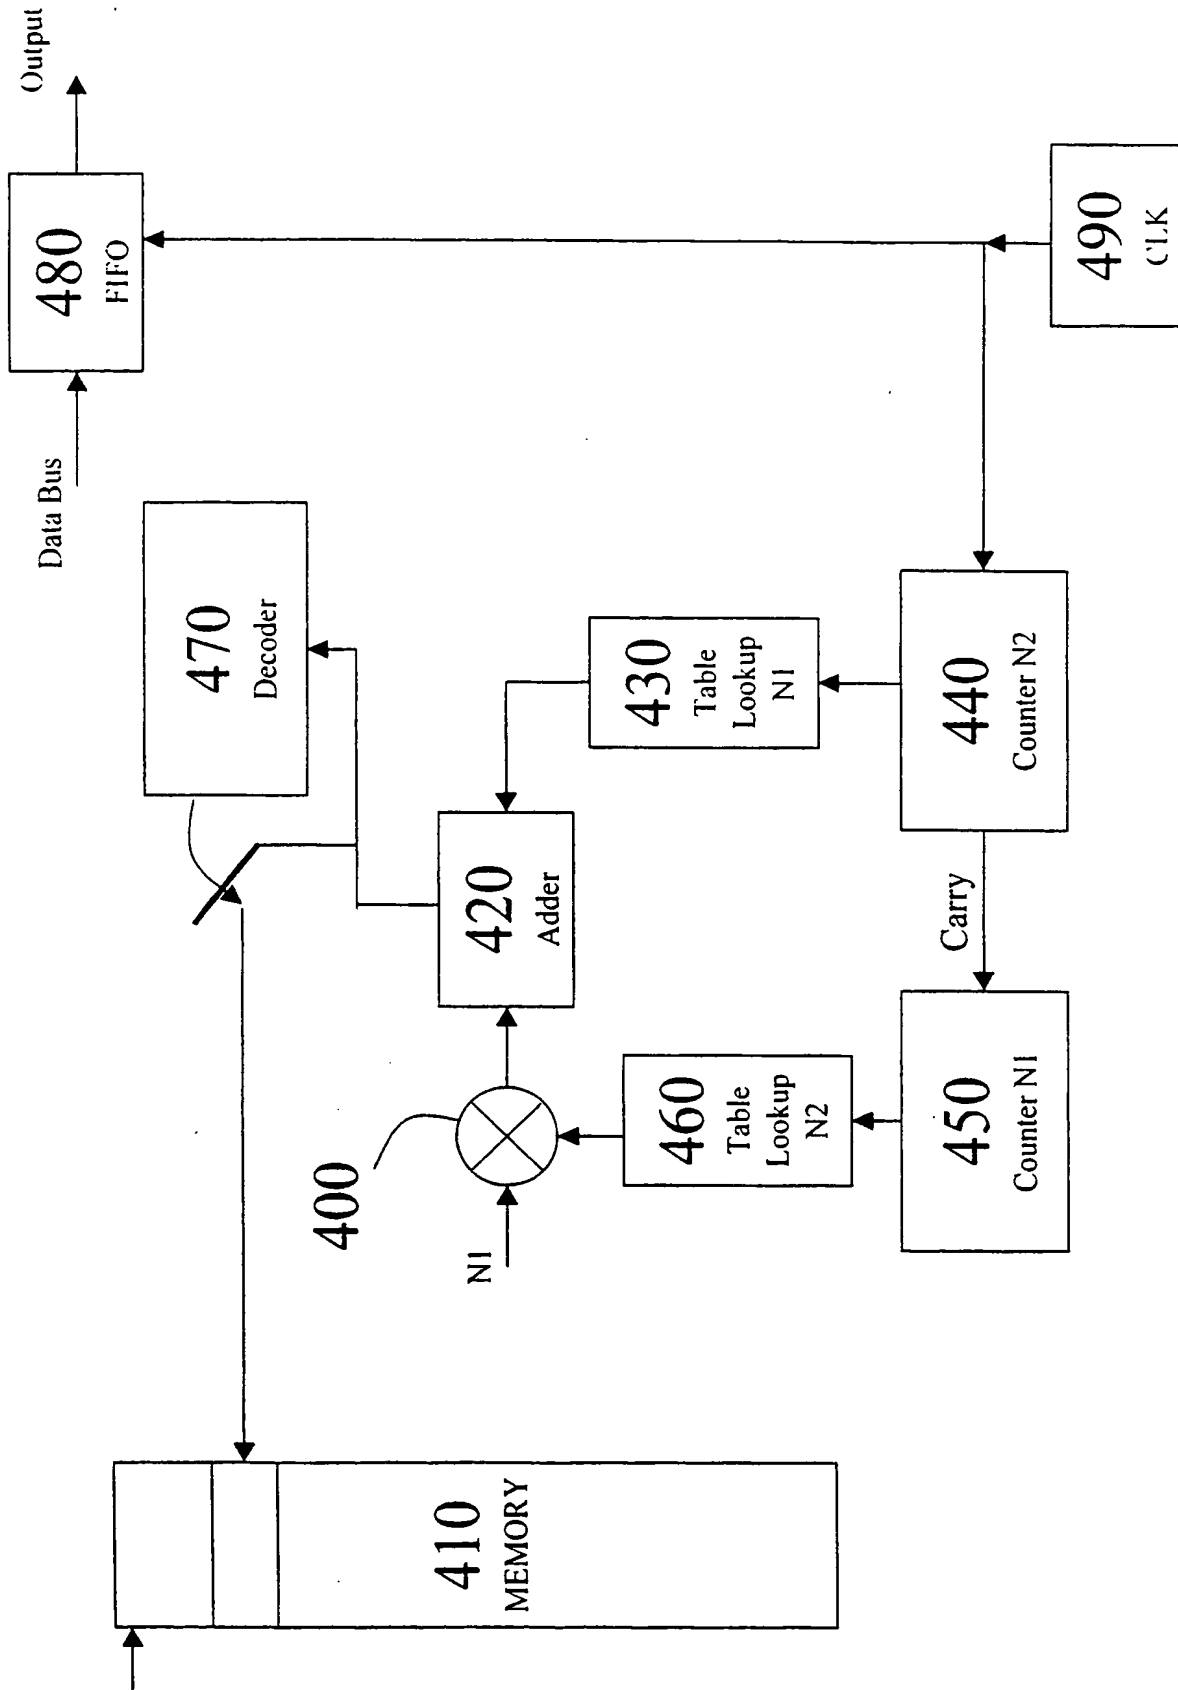 410
MEMORY
400
N1
420
Adder
470
Decoder
Data Bus
480
FIFO
Output
460
Table
Lookup
N2
430
Table
Lookup
N1
450
Counter N1
Carry
440
Counter N2
490
CLK